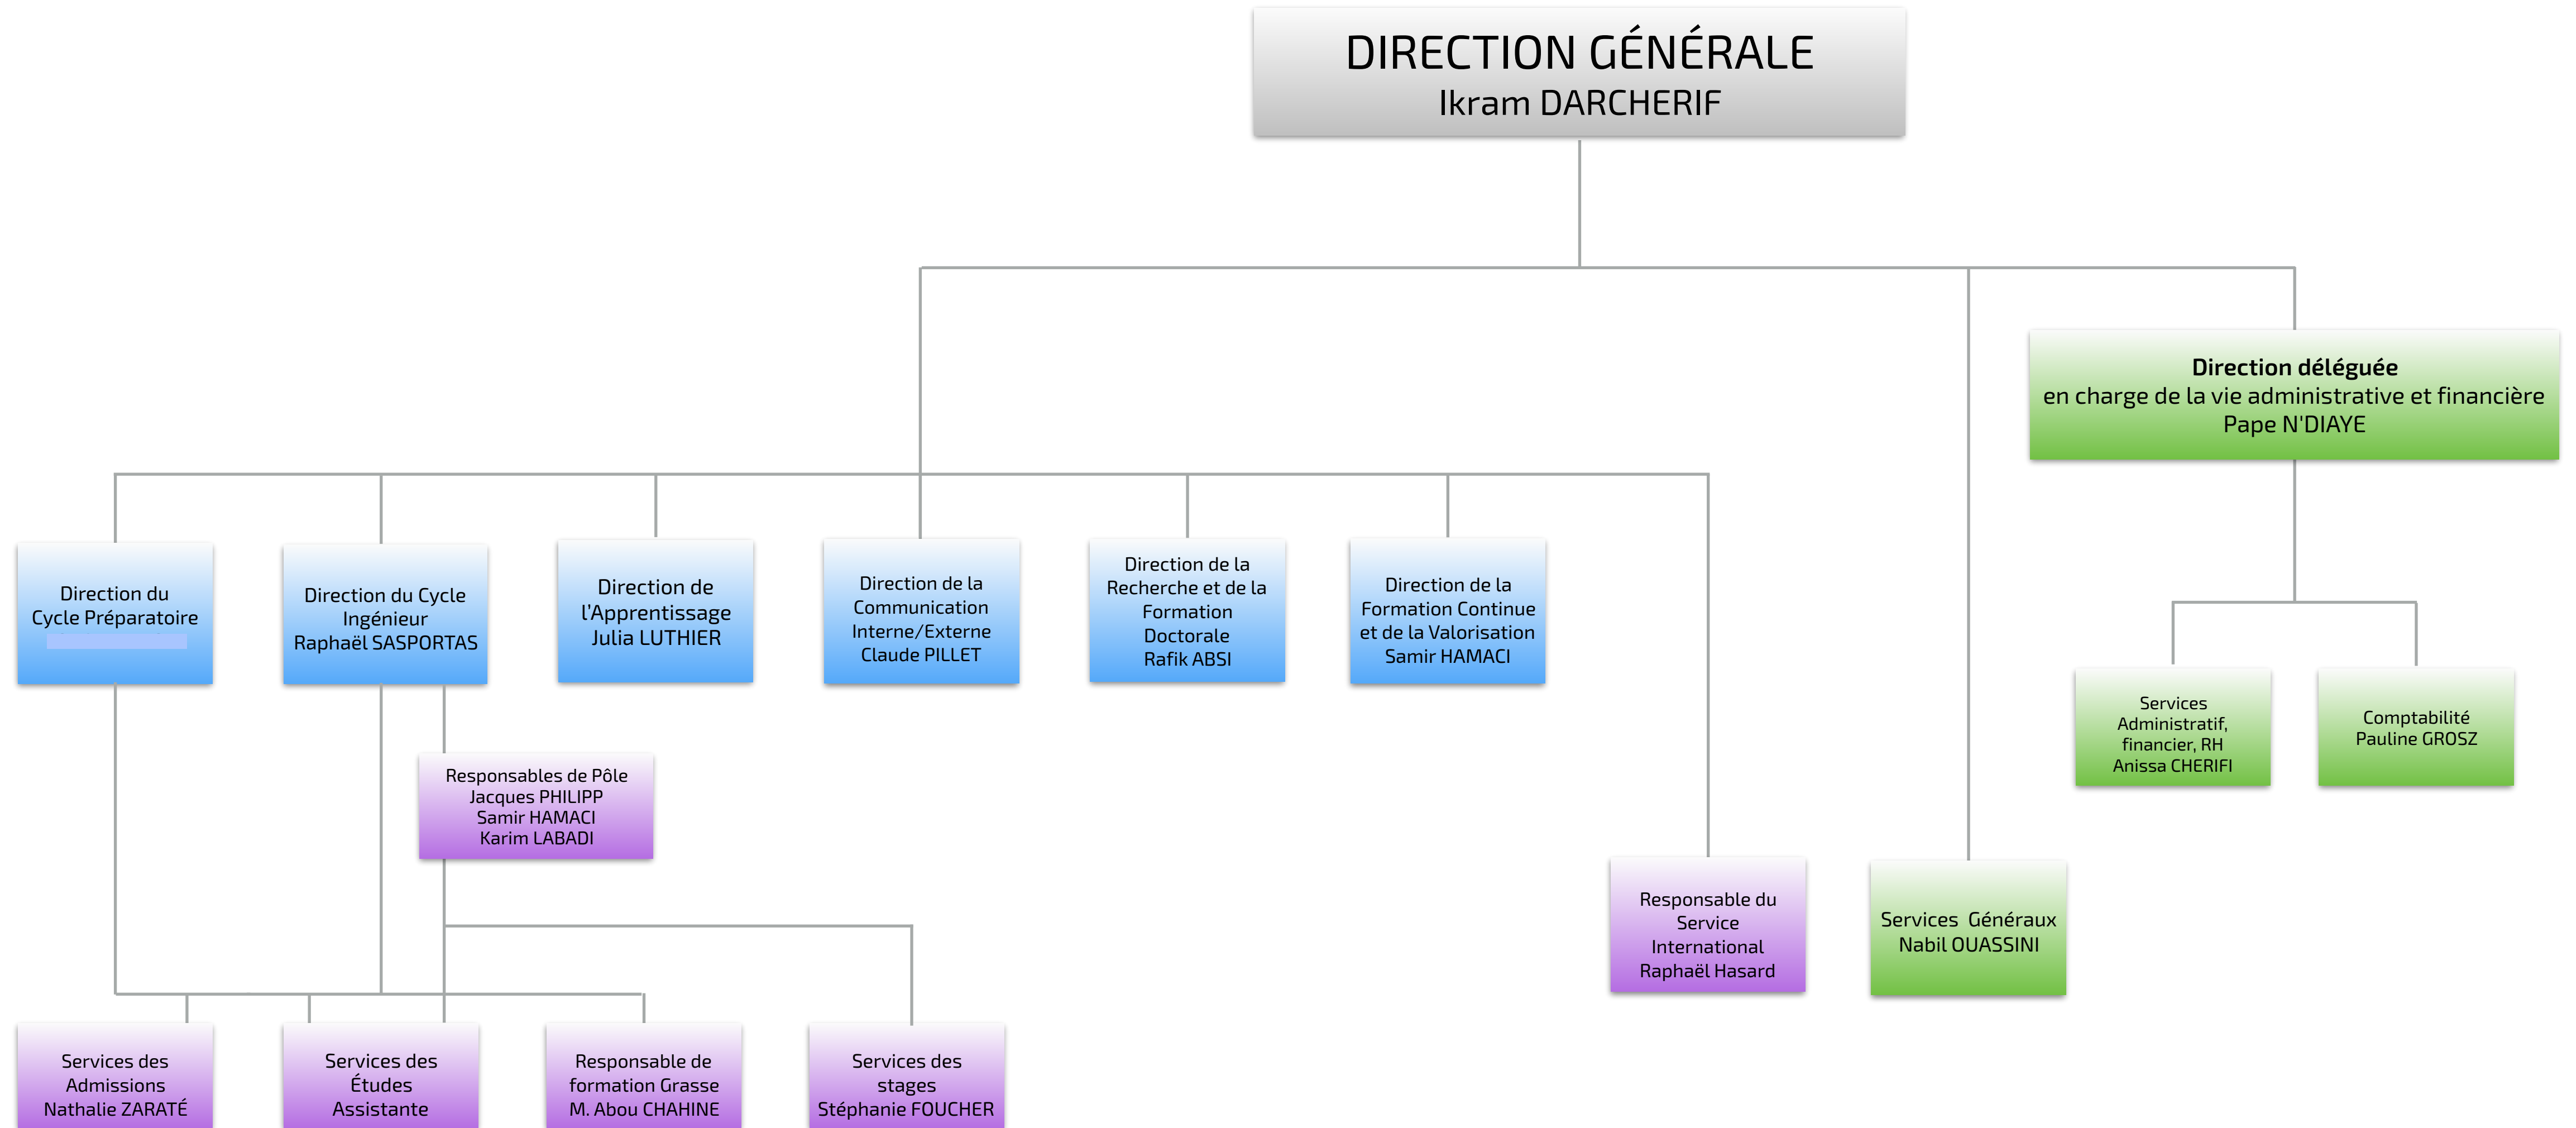 DIRECTION GÉNÉRALE
Ikram DARCHERIF
Direction déléguée
en charge de la vie administrative et financière
Pape N'DIAYE
Direction du
Cycle Préparatoire
Direction du Cycle
Ingénieur
Raphaël SASPORTAS
Direction de
l'Apprentissage
Julia LUTHIER
Direction de la
Communication
Interne/Externe
Claude PILLET
Direction de la
Recherche et de la
Formation
Doctorale
Rafik ABSI
Direction de la
Formation Continue
et de la Valorisation
Samir HAMACI
Services
Administratif,
financier, RH
Anissa CHERIFI
Comptabilité
Pauline GROSZ
Responsables de Pôle
Jacques PHILIPP
Samir HAMACI
Karim LABADI
Responsable du
Service
International
Raphaël Hasard
Services  Généraux
Nabil OUASSINI
Services des
Admissions
Nathalie ZARATÉ
Services des
Études
Assistante
Responsable de
formation Grasse
M. Abou CHAHINE
Services des
stages
Stéphanie FOUCHER